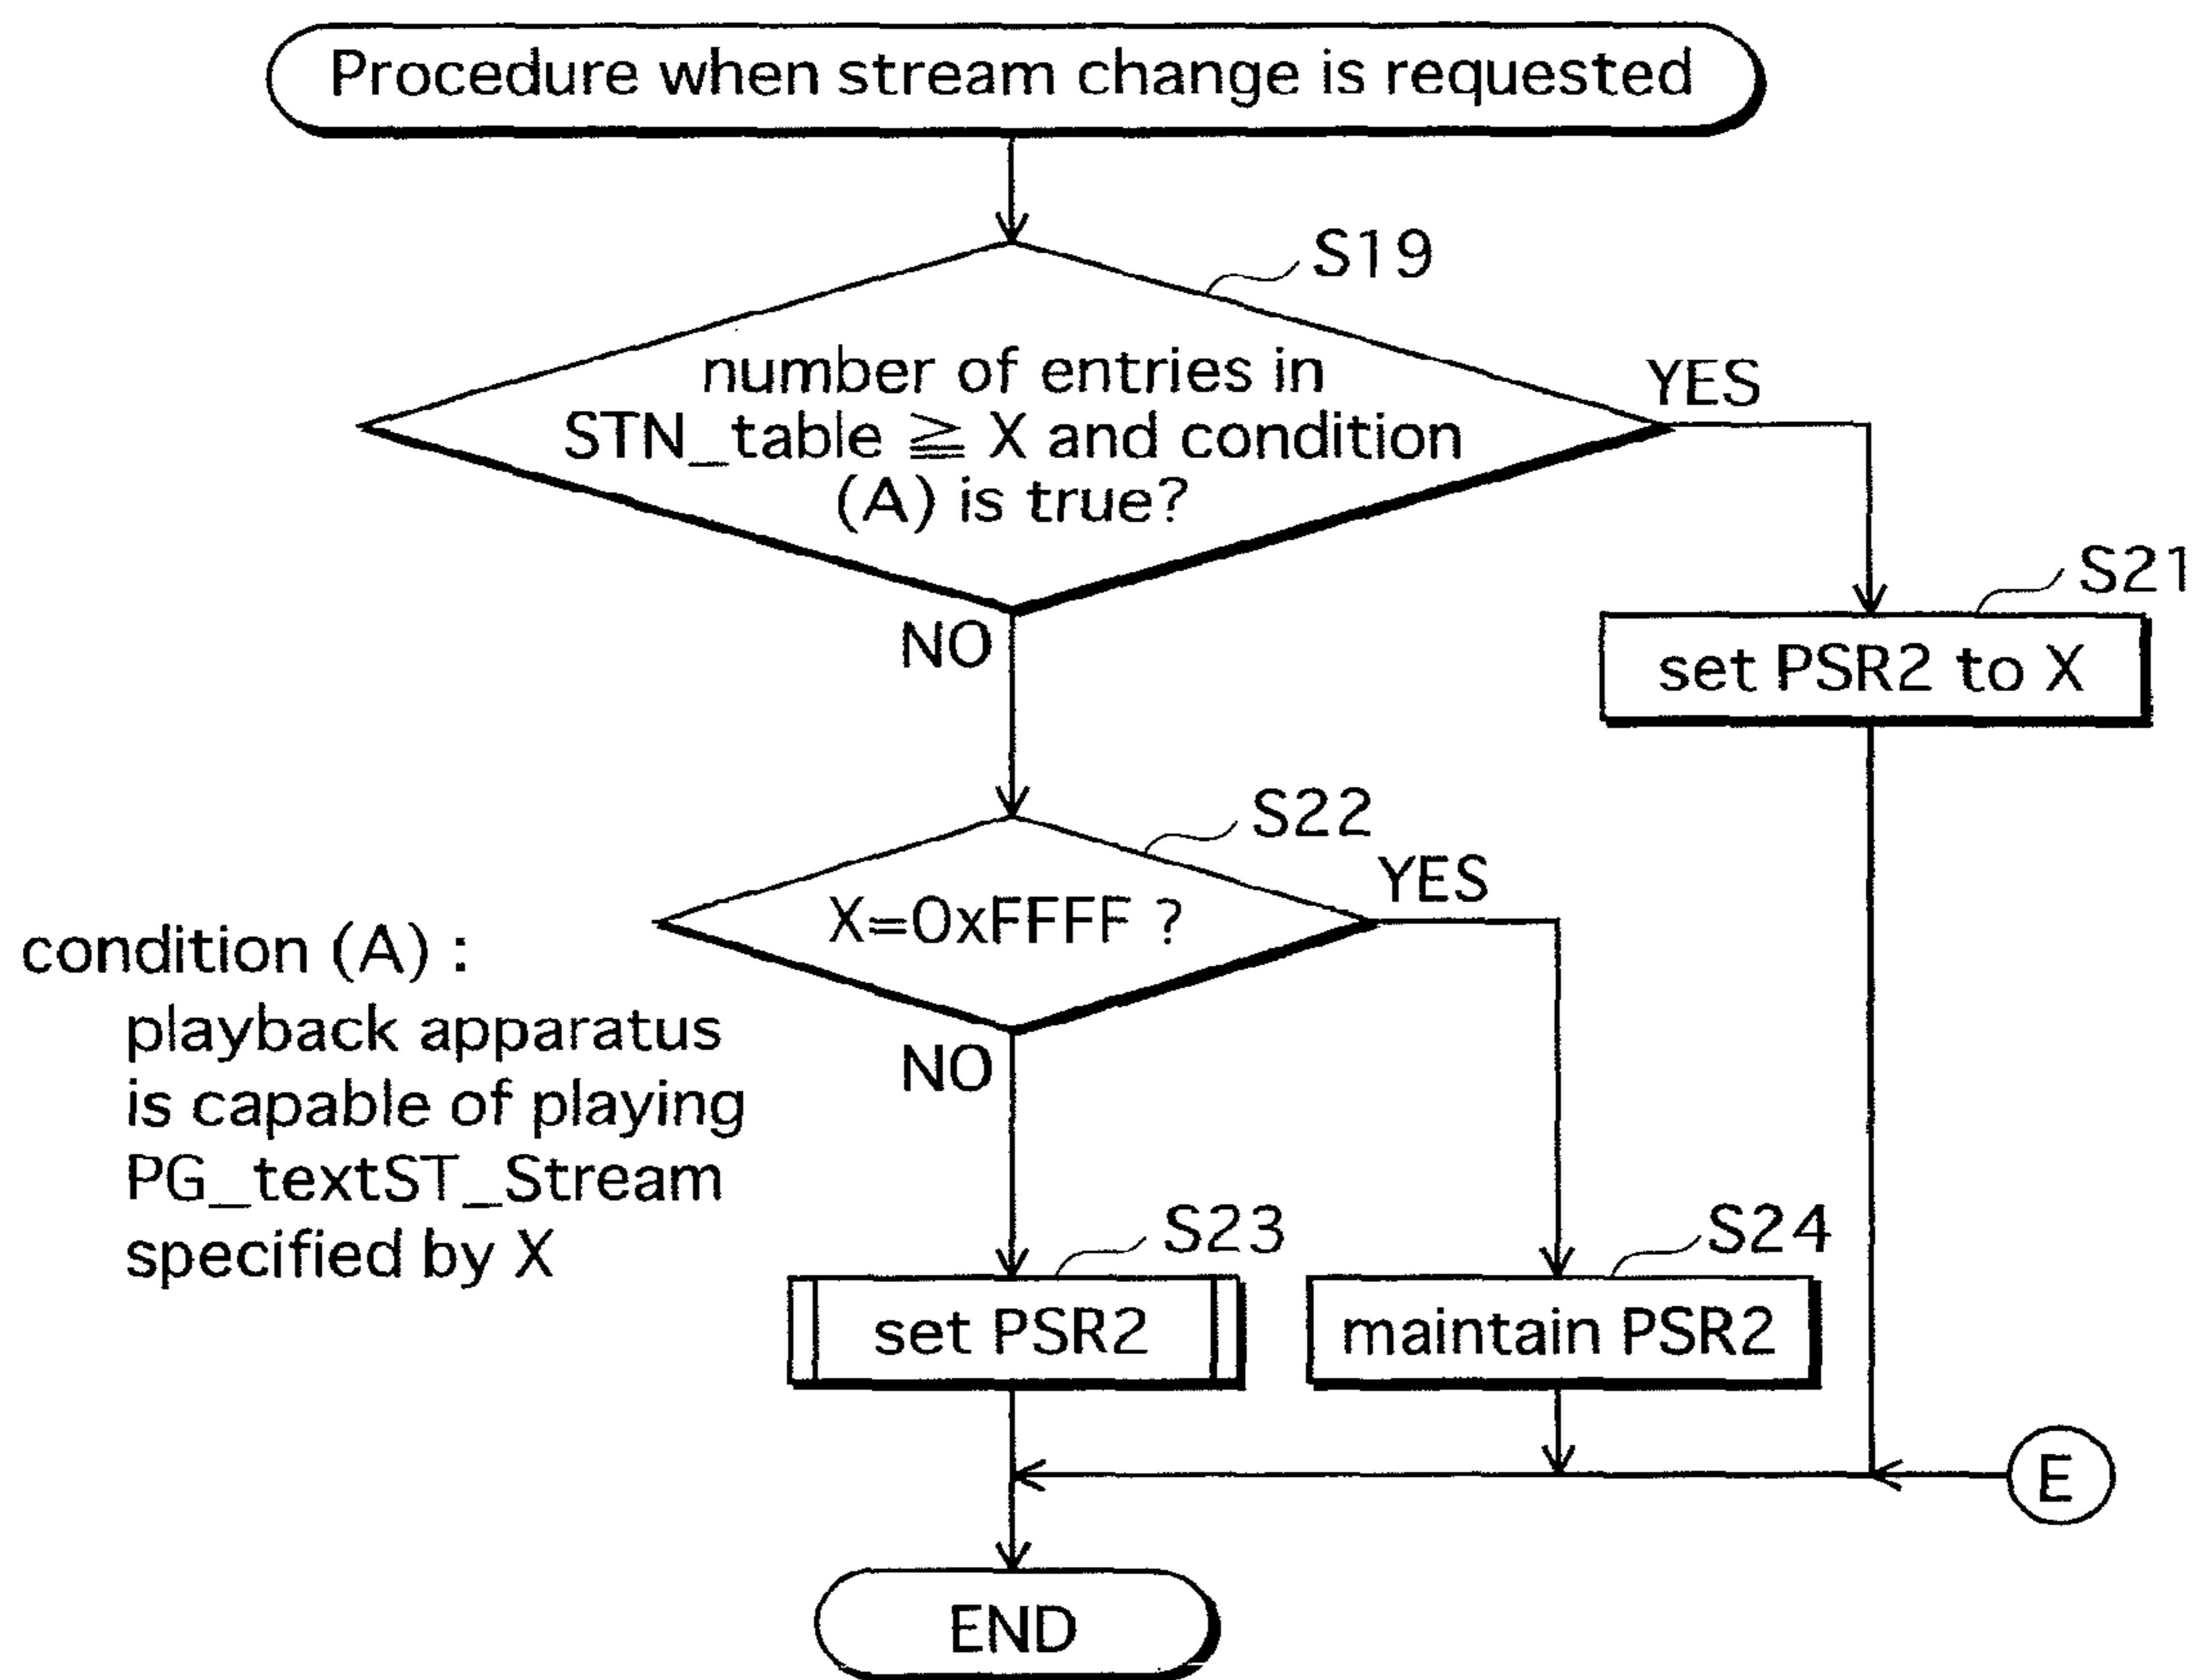 Procedure when stream change is requested
S19
number of entries in
STN_table ≧ X and condition
(A) is true?
YES
NO
S21
set PSR2 to X
S22
X=0xFFFF ?
YES
NO
condition (A) :
playback apparatus
is capable of playing
PG_textST_Stream
specified by X
S23
set PSR2
S24
maintain PSR2
E
END